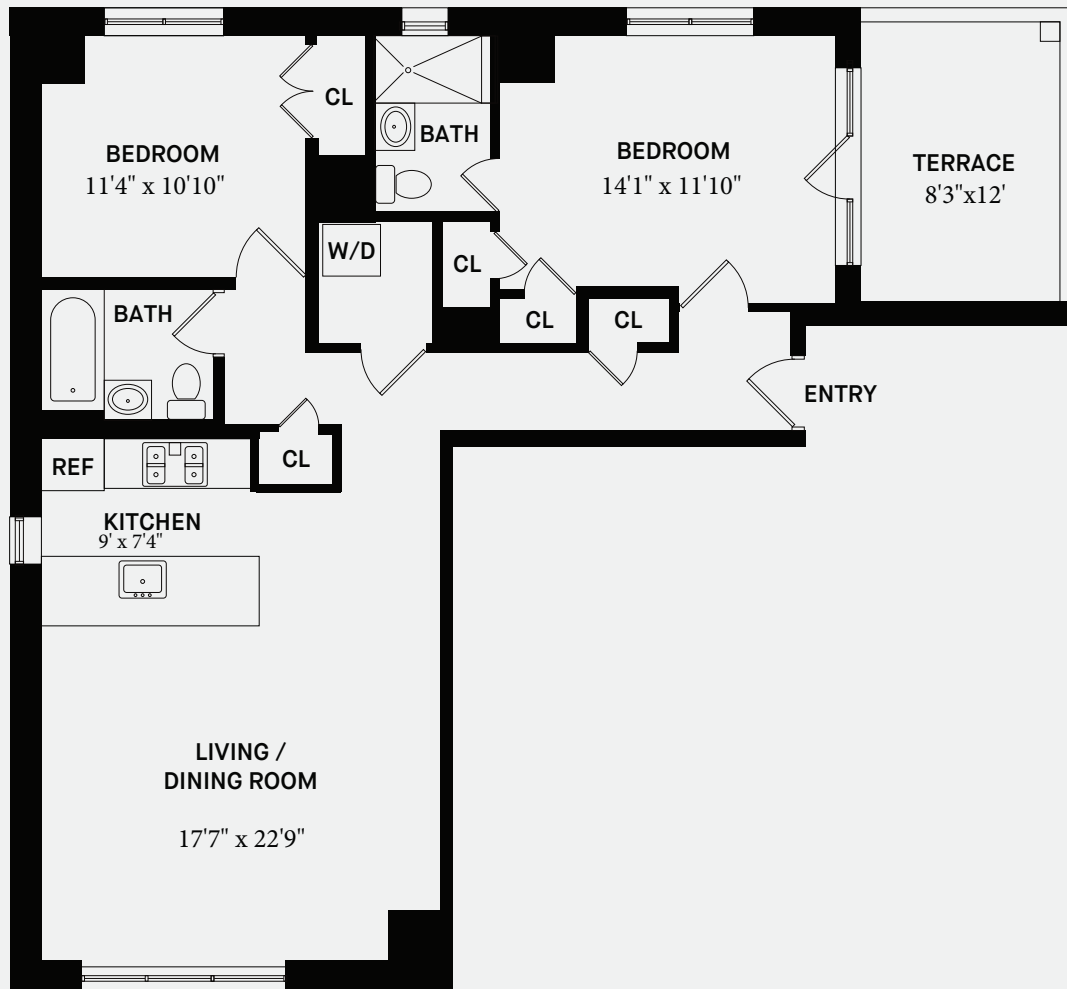 CL
BATH
BEDROOM
11'4" x 10'10"
BEDROOM
14'1" x 11'10"
TERRACE
8'3"x12'
W/D
CL
BATH
CL
CL
ENTRY
REF
CL
KITCHEN
9' x 7'4"
LIVING /
DINING ROOM
17'7" x 22'9"